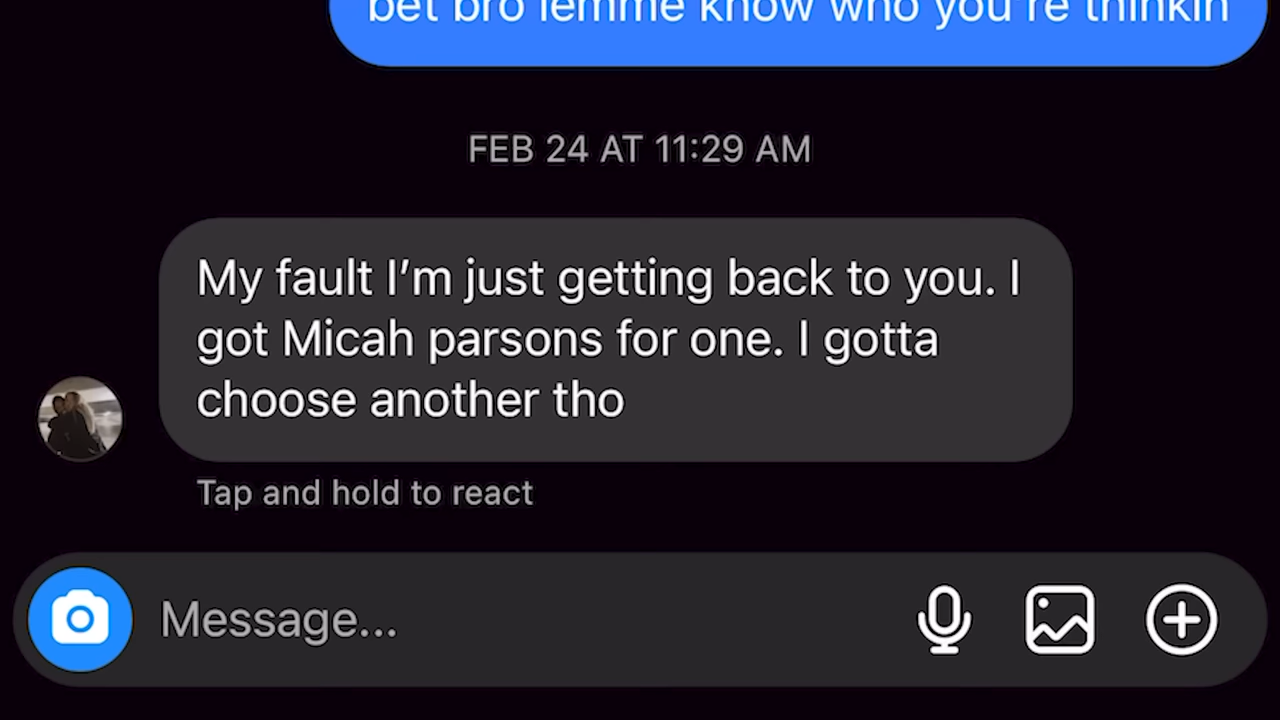 bet bro lemme know who you're thinkin
FEB 24 AT 11:29 AM
My fault I’m just getting back to you. I
got Micah parsons for one. I gotta
choose another tho
Tap and hold to react
Message...